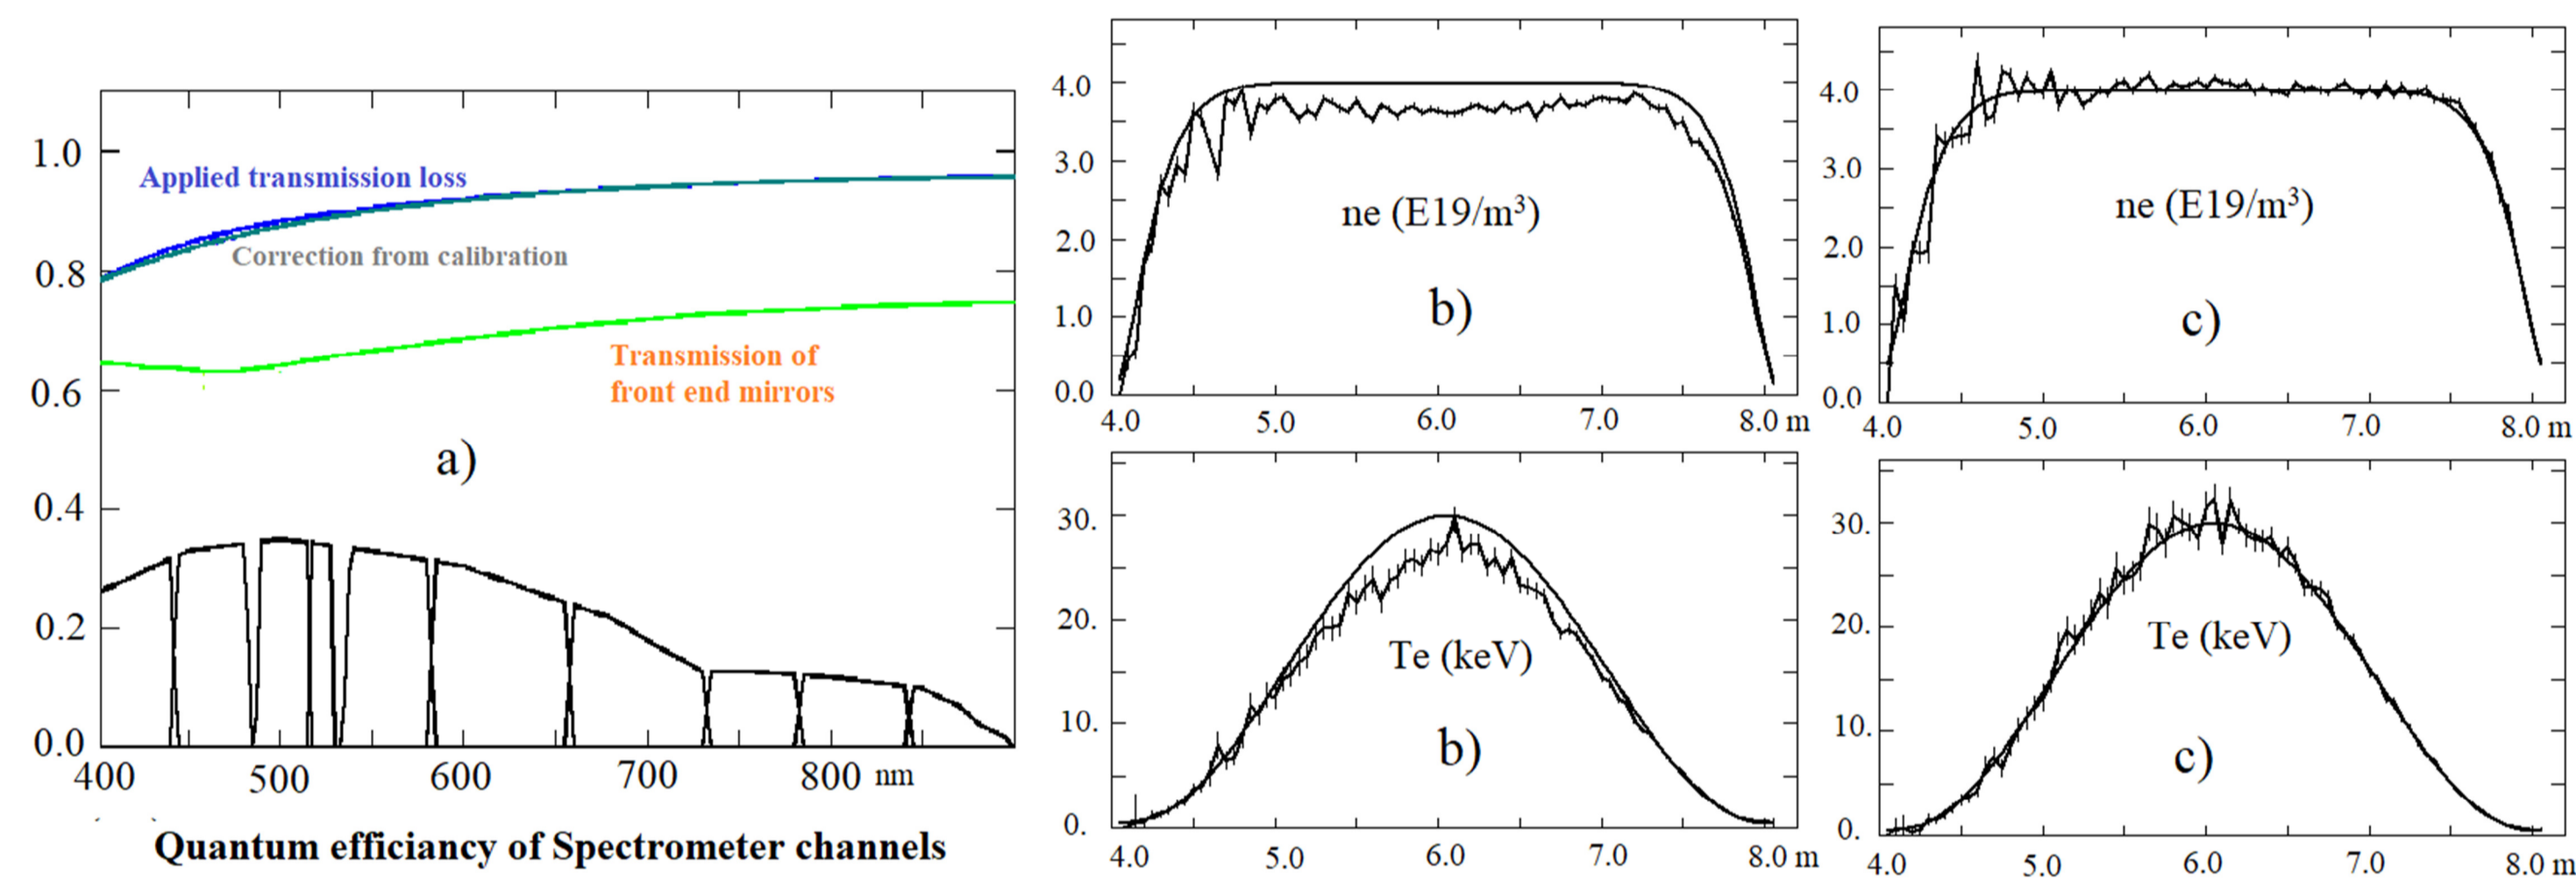 1.0
0.8
0.6
0.4
0.2
0.0
400 500 600 700 800 nm
Applied transmission loss
Correction from calibration
Transmission of
front end mirrors
a)
Quantum efficiancy of Spectrometer channels
4.0
3.0
2.0
1.0
0.0
ne (E19/m³)
b)
4.0 5.0 6.0 7.0 8.0 m
4.0
3.0
2.0
1.0
0.0
ne (E19/m³)
c)
4.0 5.0 6.0 7.0 8.0 m
30.
20.
10.
0.
Te (keV)
b)
4.0 5.0 6.0 7.0 8.0 m
30.
20.
10.
0.
Te (keV)
c)
4.0 5.0 6.0 7.0 8.0 m